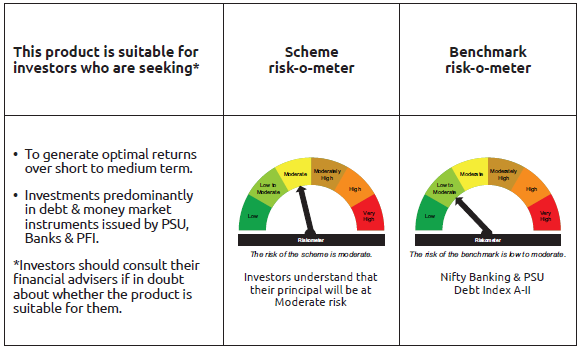 This product is suitable for
investors who are seeking*
Scheme
risk-o-meter
Benchmark
risk-o-meter
• To generate optimal returns
over short to medium term.
• Investments predominantly
in debt & money market
instruments issued by PSU,
Banks & PFI.
*Investors should consult their
financial advisers if in doubt
about whether the product is
suitable for them.
Low
Low to
Moderate
Moderate
Moderately
High
High
Very
High
Riskometer
The risk of the scheme is moderate.
Investors understand that
their principal will be at
Moderate risk
Low
Low to
Moderate
Moderate
Moderately
High
High
Very
High
Riskometer
The risk of the benchmark is low to moderate.
Nifty Banking & PSU
Debt Index A-II